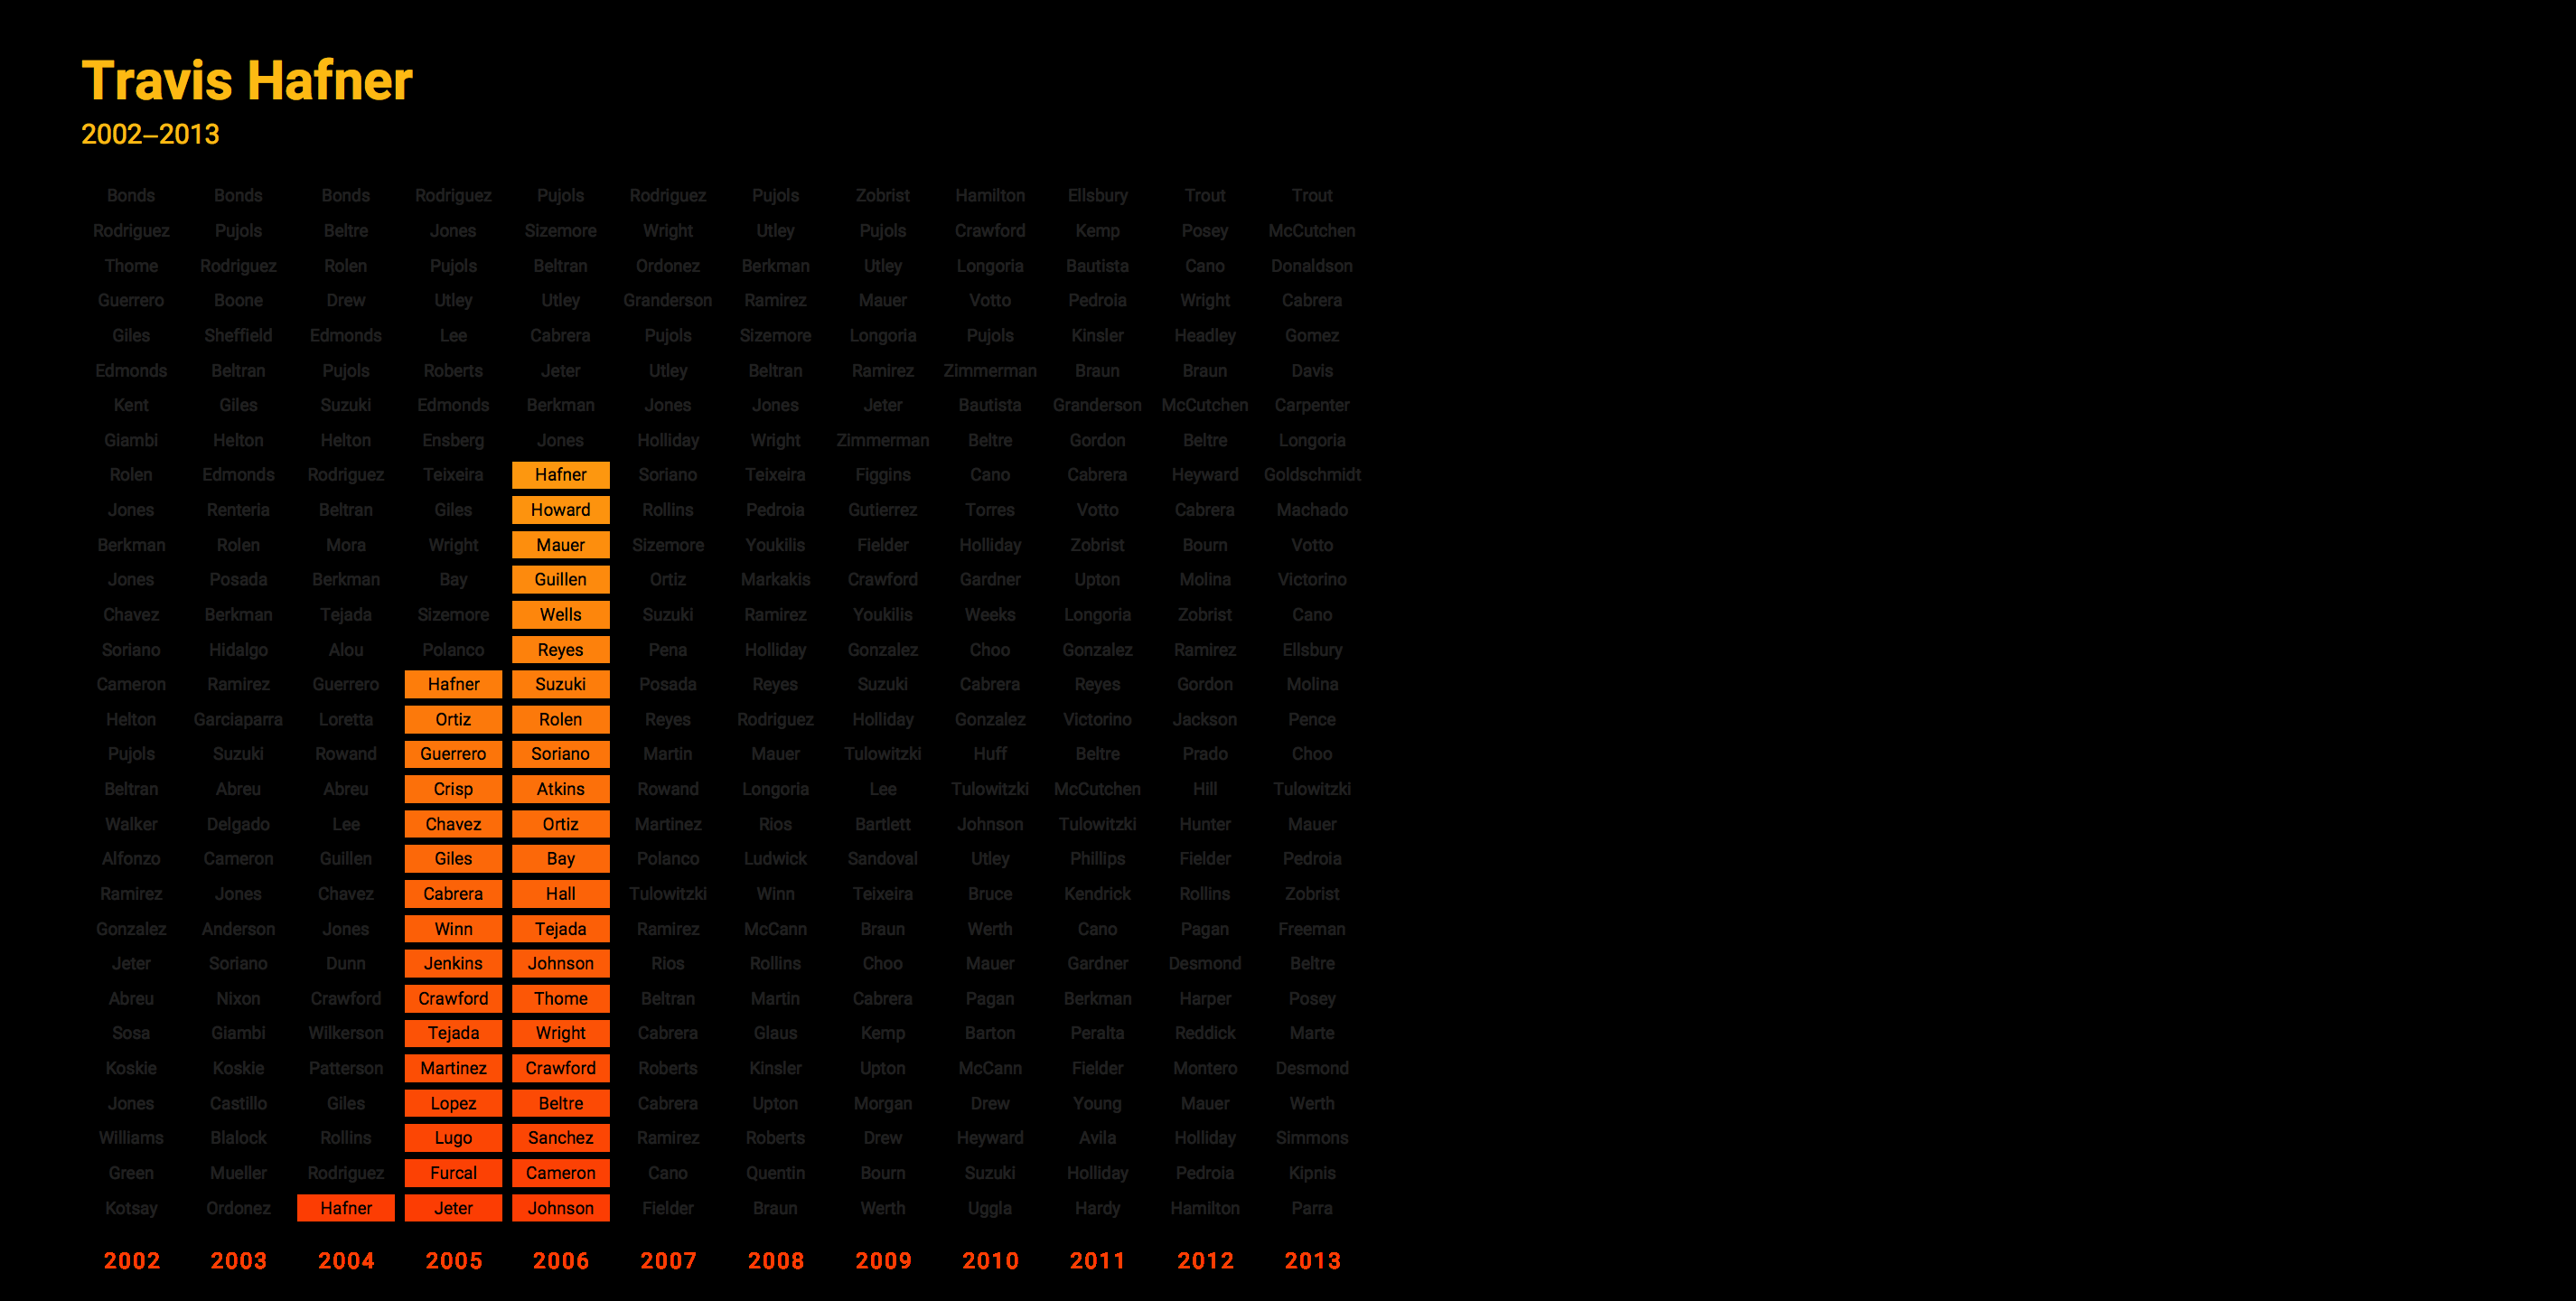 Travis Hafner
2002–2013
Bonds Bonds Bonds Rodriguez Pujols Rodriguez Pujols Zobrist Hamilton Ellsbury Trout Trout
Rodriguez Pujols Beltre Jones Sizemore Wright Utley Pujols Crawford Kemp Posey McCutchen
Thome Rodriguez Rolen Pujols Beltran Ordonez Berkman Utley Longoria Bautista Cano Donaldson
Guerrero Boone Drew Utley Utley Granderson Ramirez Mauer Votto Pedroia Wright Cabrera
Giles Sheffield Edmonds Lee Cabrera Pujols Sizemore Longoria Pujols Kinsler Headley Gomez
Edmonds Beltran Pujols Roberts Jeter Utley Beltran Ramirez Zimmerman Braun Braun Davis
Kent Giles Suzuki Edmonds Berkman Jones Jones Jeter Bautista Granderson McCutchen Carpenter
Giambi Helton Helton Ensberg Jones Holliday Wright Zimmerman Beltre Gordon Beltre Longoria
Rolen Edmonds Rodriguez Teixeira Hafner Soriano Teixeira Figgins Cano Cabrera Heyward Goldschmidt
Jones Renteria Beltran Giles Howard Rollins Pedroia Gutierrez Torres Votto Cabrera Machado
Berkman Rolen Mora Wright Mauer Sizemore Youkilis Fielder Holliday Zobrist Bourn Votto
Jones Posada Berkman Bay Guillen Ortiz Markakis Crawford Gardner Upton Molina Victorino
Chavez Berkman Tejada Sizemore Wells Suzuki Ramirez Youkilis Weeks Longoria Zobrist Cano
Soriano Hidalgo Alou Polanco Reyes Pena Holliday Gonzalez Choo Gonzalez Ramirez Ellsbury
Cameron Ramirez Guerrero Hafner Suzuki Posada Reyes Suzuki Cabrera Reyes Gordon Molina
Helton Garciaparra Loretta Ortiz Rolen Reyes Rodriguez Holliday Gonzalez Victorino Jackson Pence
Pujols Suzuki Rowand Guerrero Soriano Martin Mauer Tulowitzki Huff Beltre Prado Choo
Beltran Abreu Abreu Crisp Atkins Rowand Longoria Lee Tulowitzki McCutchen Hill Tulowitzki
Walker Delgado Lee Chavez Ortiz Martinez Rios Bartlett Johnson Tulowitzki Hunter Mauer
Alfonzo Cameron Guillen Giles Bay Polanco Ludwick Sandoval Utley Phillips Fielder Pedroia
Ramirez Jones Chavez Cabrera Hall Tulowitzki Winn Teixeira Bruce Kendrick Rollins Zobrist
Gonzalez Anderson Jones Winn Tejada Ramirez McCann Braun Werth Cano Pagan Freeman
Jeter Soriano Dunn Jenkins Johnson Rios Rollins Choo Mauer Gardner Desmond Beltre
Abreu Nixon Crawford Crawford Thome Beltran Martin Cabrera Pagan Berkman Harper Posey
Sosa Giambi Wilkerson Tejada Wright Cabrera Glaus Kemp Barton Peralta Reddick Marte
Koskie Koskie Patterson Martinez Crawford Roberts Kinsler Upton McCann Fielder Montero Desmond
Jones Castillo Giles Lopez Beltre Cabrera Upton Morgan Drew Young Mauer Werth
Williams Blalock Rollins Lugo Sanchez Ramirez Roberts Drew Heyward Avila Holliday Simmons
Green Mueller Rodriguez Furcal Cameron Cano Quentin Bourn Suzuki Holliday Pedroia Kipnis
Kotsay Ordonez Hafner Jeter Johnson Fielder Braun Werth Uggla Hardy Hamilton Parra
2002 2003 2004 2005 2006 2007 2008 2009 2010 2011 2012 2013